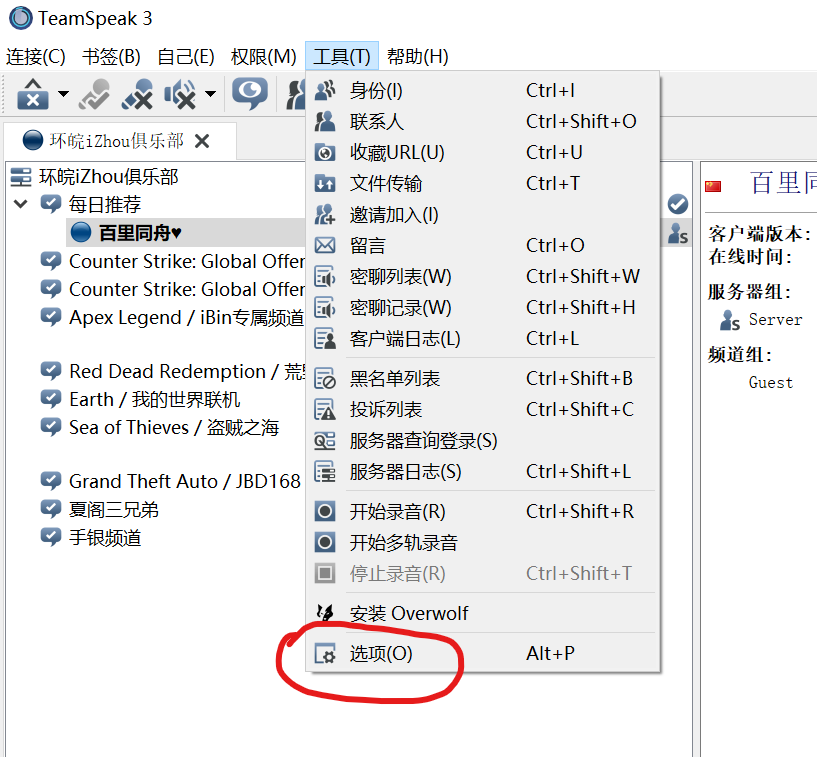 TeamSpeak 3
连接(C) 书签(B) 自己(E) 权限(M) 工具(T) 帮助(H)
环皖iZhou俱乐部
环皖iZhou俱乐部
每日推荐
百里同舟♥
Counter Strike: Global Offer
Counter Strike: Global Offer
Apex Legend / iBin专属频道
Red Dead Redemption / 荒野
Earth / 我的世界联机
Sea of Thieves / 盗贼之海
Grand Theft Auto / JBD168
夏阁三兄弟
手银频道
身份(I) Ctrl+I
联系人 Ctrl+Shift+O
收藏URL(U) Ctrl+U
文件传输 Ctrl+T
邀请加入(I)
留言 Ctrl+O
密聊列表(W) Ctrl+Shift+W
密聊记录(W) Ctrl+Shift+H
客户端日志(L) Ctrl+L
黑名单列表 Ctrl+Shift+B
投诉列表 Ctrl+Shift+C
服务器查询登录(S)
服务器日志(S) Ctrl+Shift+L
开始录音(R) Ctrl+Shift+R
开始多轨录音
停止录音(R) Ctrl+Shift+T
安装 Overwolf
选项(O) Alt+P
百里同
客户端版本:
在线时间:
服务器组:
Server
频道组:
Guest